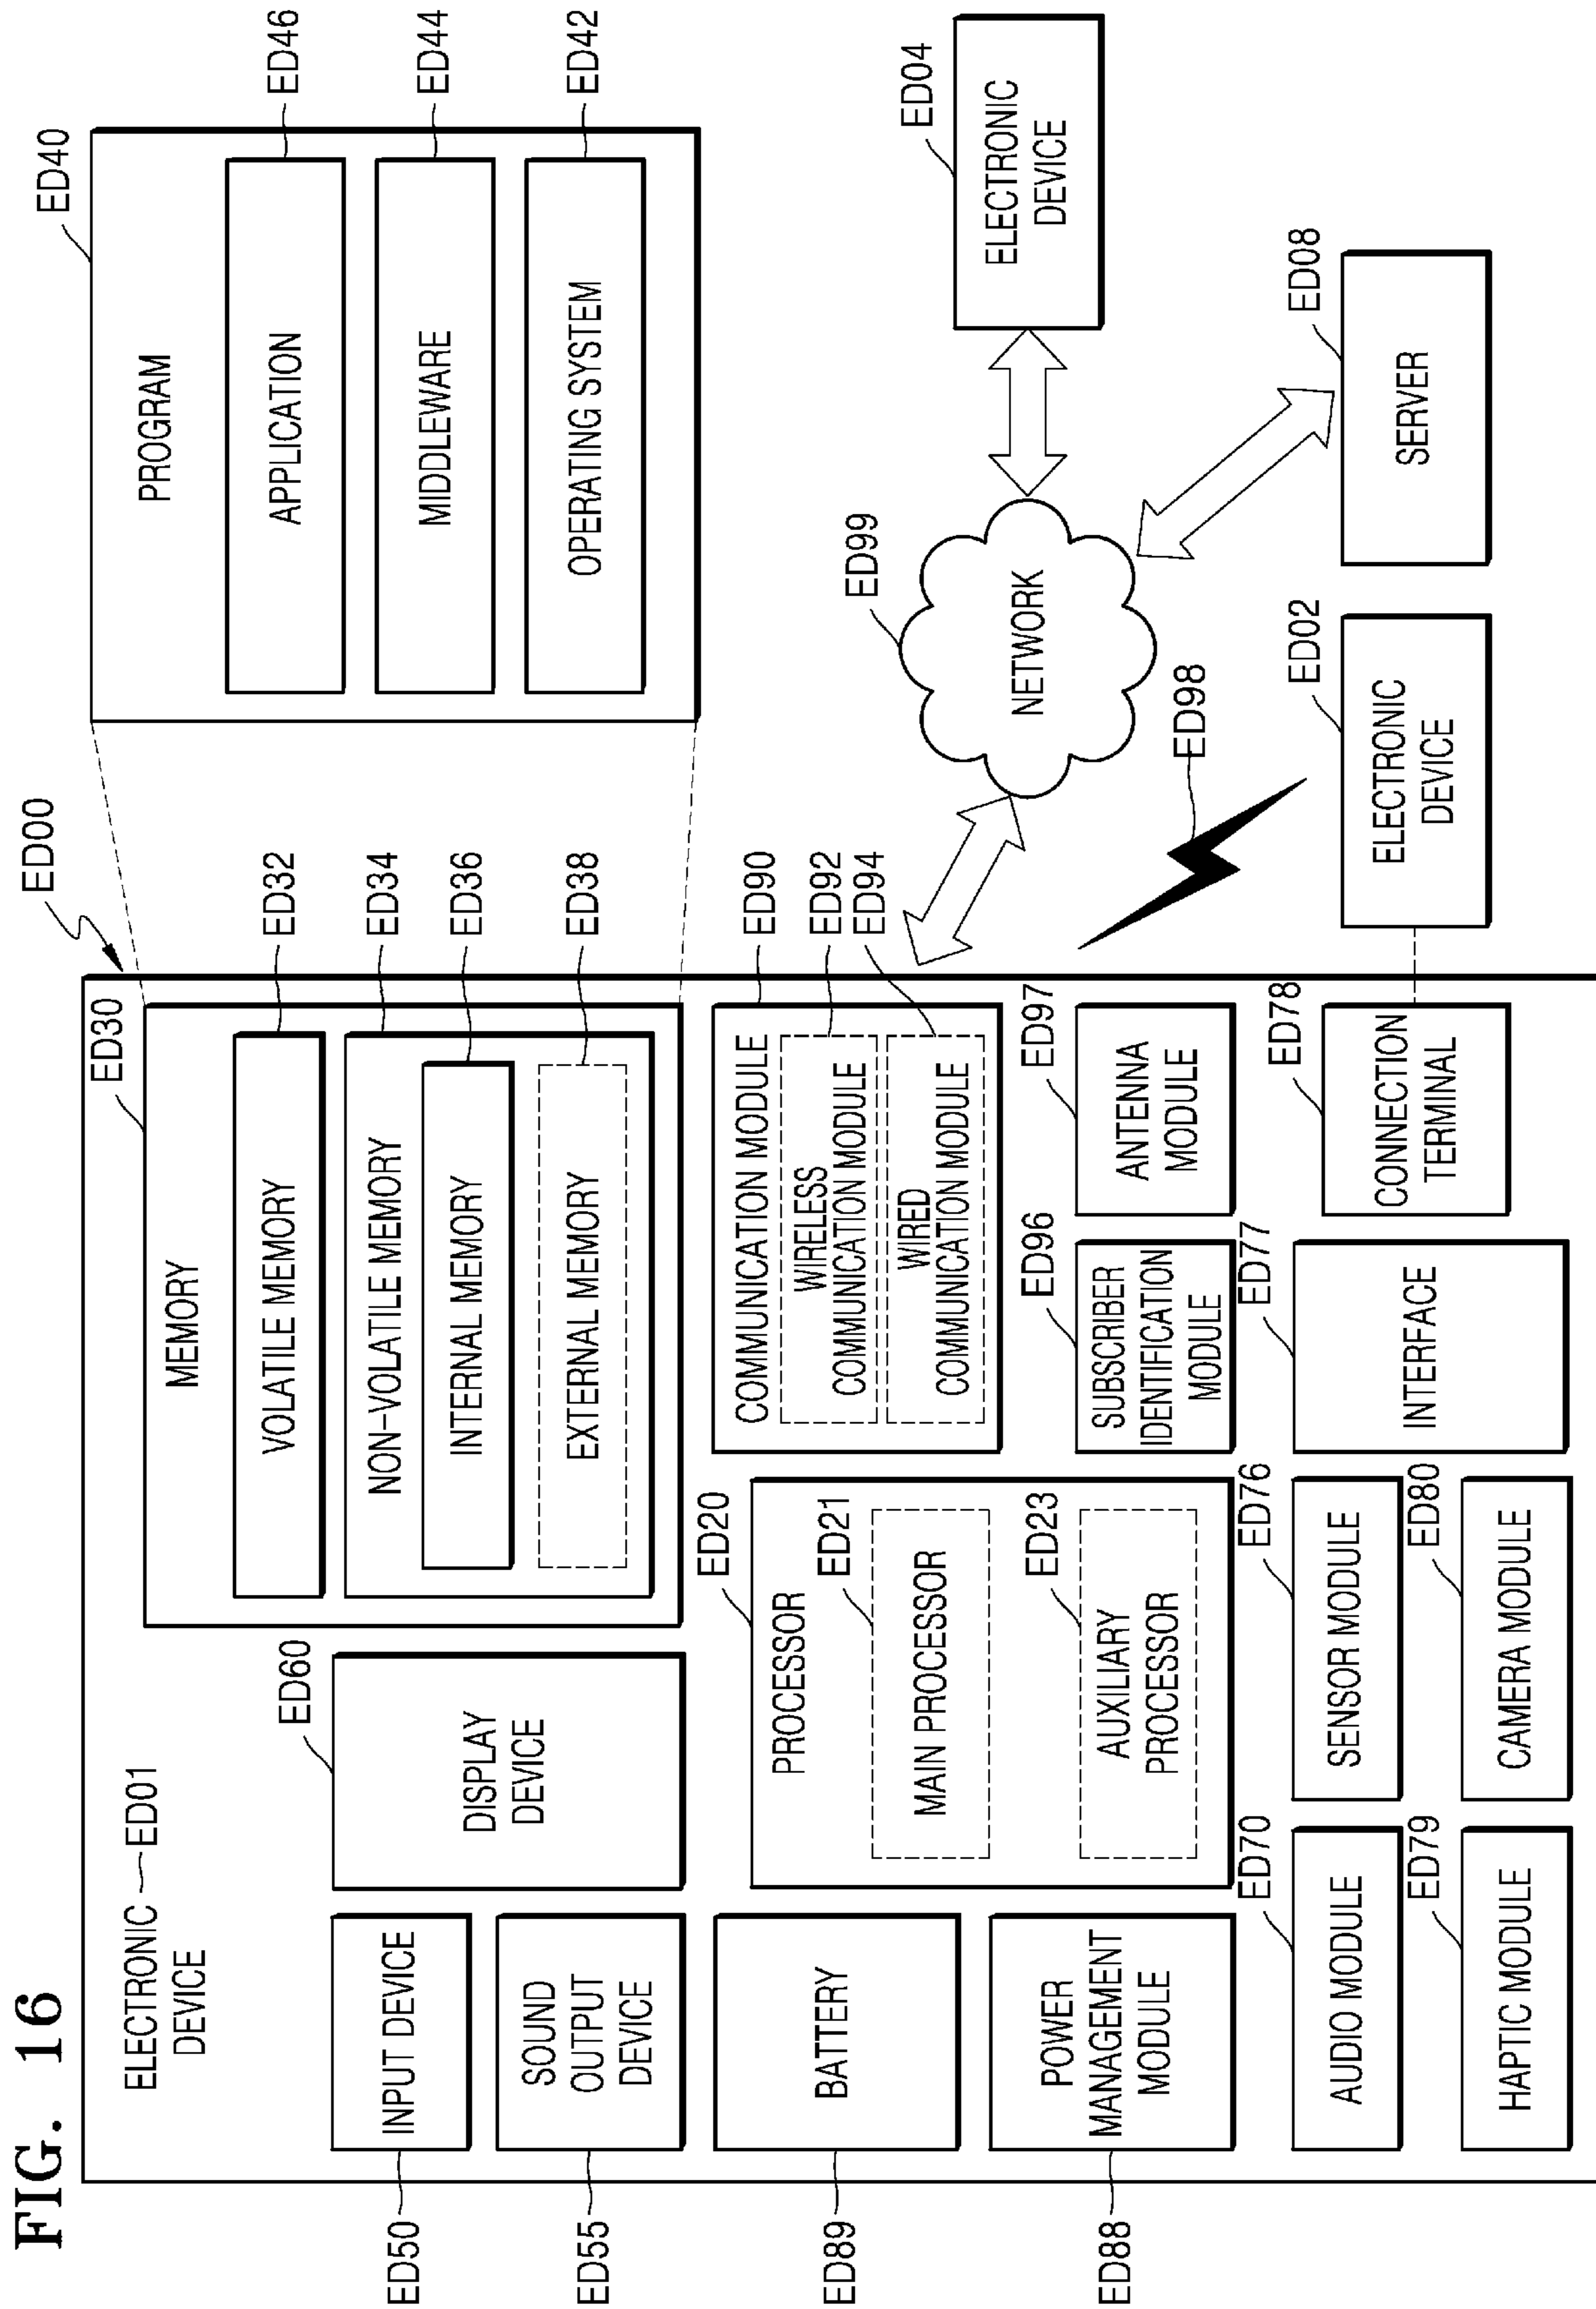 FIG. 16
ED00
ELECTRONIC
DEVICE
ED01
ED30
MEMORY
VOLATILE MEMORY
ED32
NON-VOLATILE MEMORY
ED34
INTERNAL MEMORY
ED36
EXTERNAL MEMORY
ED38
ED40
PROGRAM
APPLICATION
ED46
MIDDLEWARE
ED44
OPERATING SYSTEM
ED42
ED50
INPUT DEVICE
ED55
SOUND
OUTPUT
DEVICE
ED60
DISPLAY
DEVICE
ED89
BATTERY
ED88
POWER
MANAGEMENT
MODULE
ED20
PROCESSOR
ED21
MAIN PROCESSOR
ED23
AUXILIARY
PROCESSOR
COMMUNICATION MODULE
ED90
WIRELESS
COMMUNICATION MODULE
ED92
WIRED
COMMUNICATION MODULE
ED94
ED96
SUBSCRIBER
IDENTIFICATION
MODULE
ED97
ANTENNA
MODULE
ED70
AUDIO MODULE
ED76
SENSOR MODULE
ED77
INTERFACE
ED78
CONNECTION
TERMINAL
ED79
HAPTIC MODULE
ED80
CAMERA MODULE
ED99
NETWORK
ED98
ED04
ELECTRONIC
DEVICE
ED02
ELECTRONIC
DEVICE
ED08
SERVER